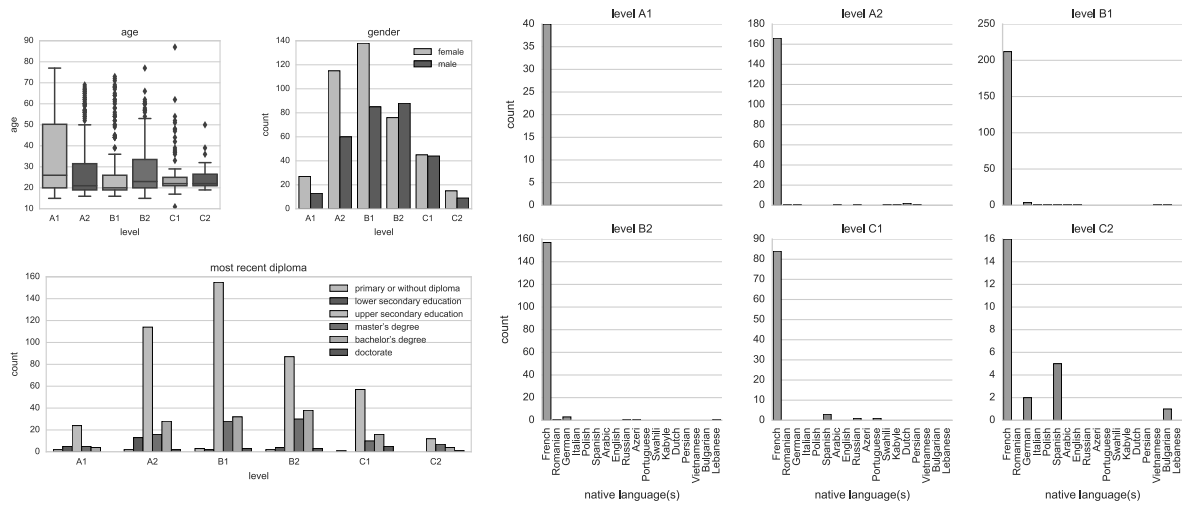 age
age
90
80
70
60
50
40
30
20
10
A1 A2 B1 B2 C1 C2
level
gender
count
140
120
100
80
60
40
20
0
female
male
A1 A2 B1 B2 C1 C2
level
most recent diploma
count
160
140
120
100
80
60
40
20
0
primary or without diploma
lower secondary education
upper secondary education
master's degree
bachelor's degree
doctorate
A1 A2 B1 B2 C1 C2
level
level A1
count
40
35
30
25
20
15
10
5
0
level A2
180
160
140
120
100
80
60
40
20
0
level B1
250
200
150
100
50
0
level B2
count
160
140
120
100
80
60
40
20
0
French
Romanian
German
Italian
Polish
Spanish
Arabic
English
Russian
Azeri
Portuguese
Swahili
Kabyle
Dutch
Persian
Vietnamese
Bulgarian
Lebanese
native language(s)
level C1
90
80
70
60
50
40
30
20
10
0
French
Romanian
German
Italian
Polish
Spanish
Arabic
English
Russian
Azeri
Portuguese
Swahili
Kabyle
Dutch
Persian
Vietnamese
Bulgarian
Lebanese
native language(s)
level C2
16
14
12
10
8
6
4
2
0
French
Romanian
German
Italian
Polish
Spanish
Arabic
English
Russian
Azeri
Portuguese
Swahili
Kabyle
Dutch
Persian
Vietnamese
Bulgarian
Lebanese
native language(s)